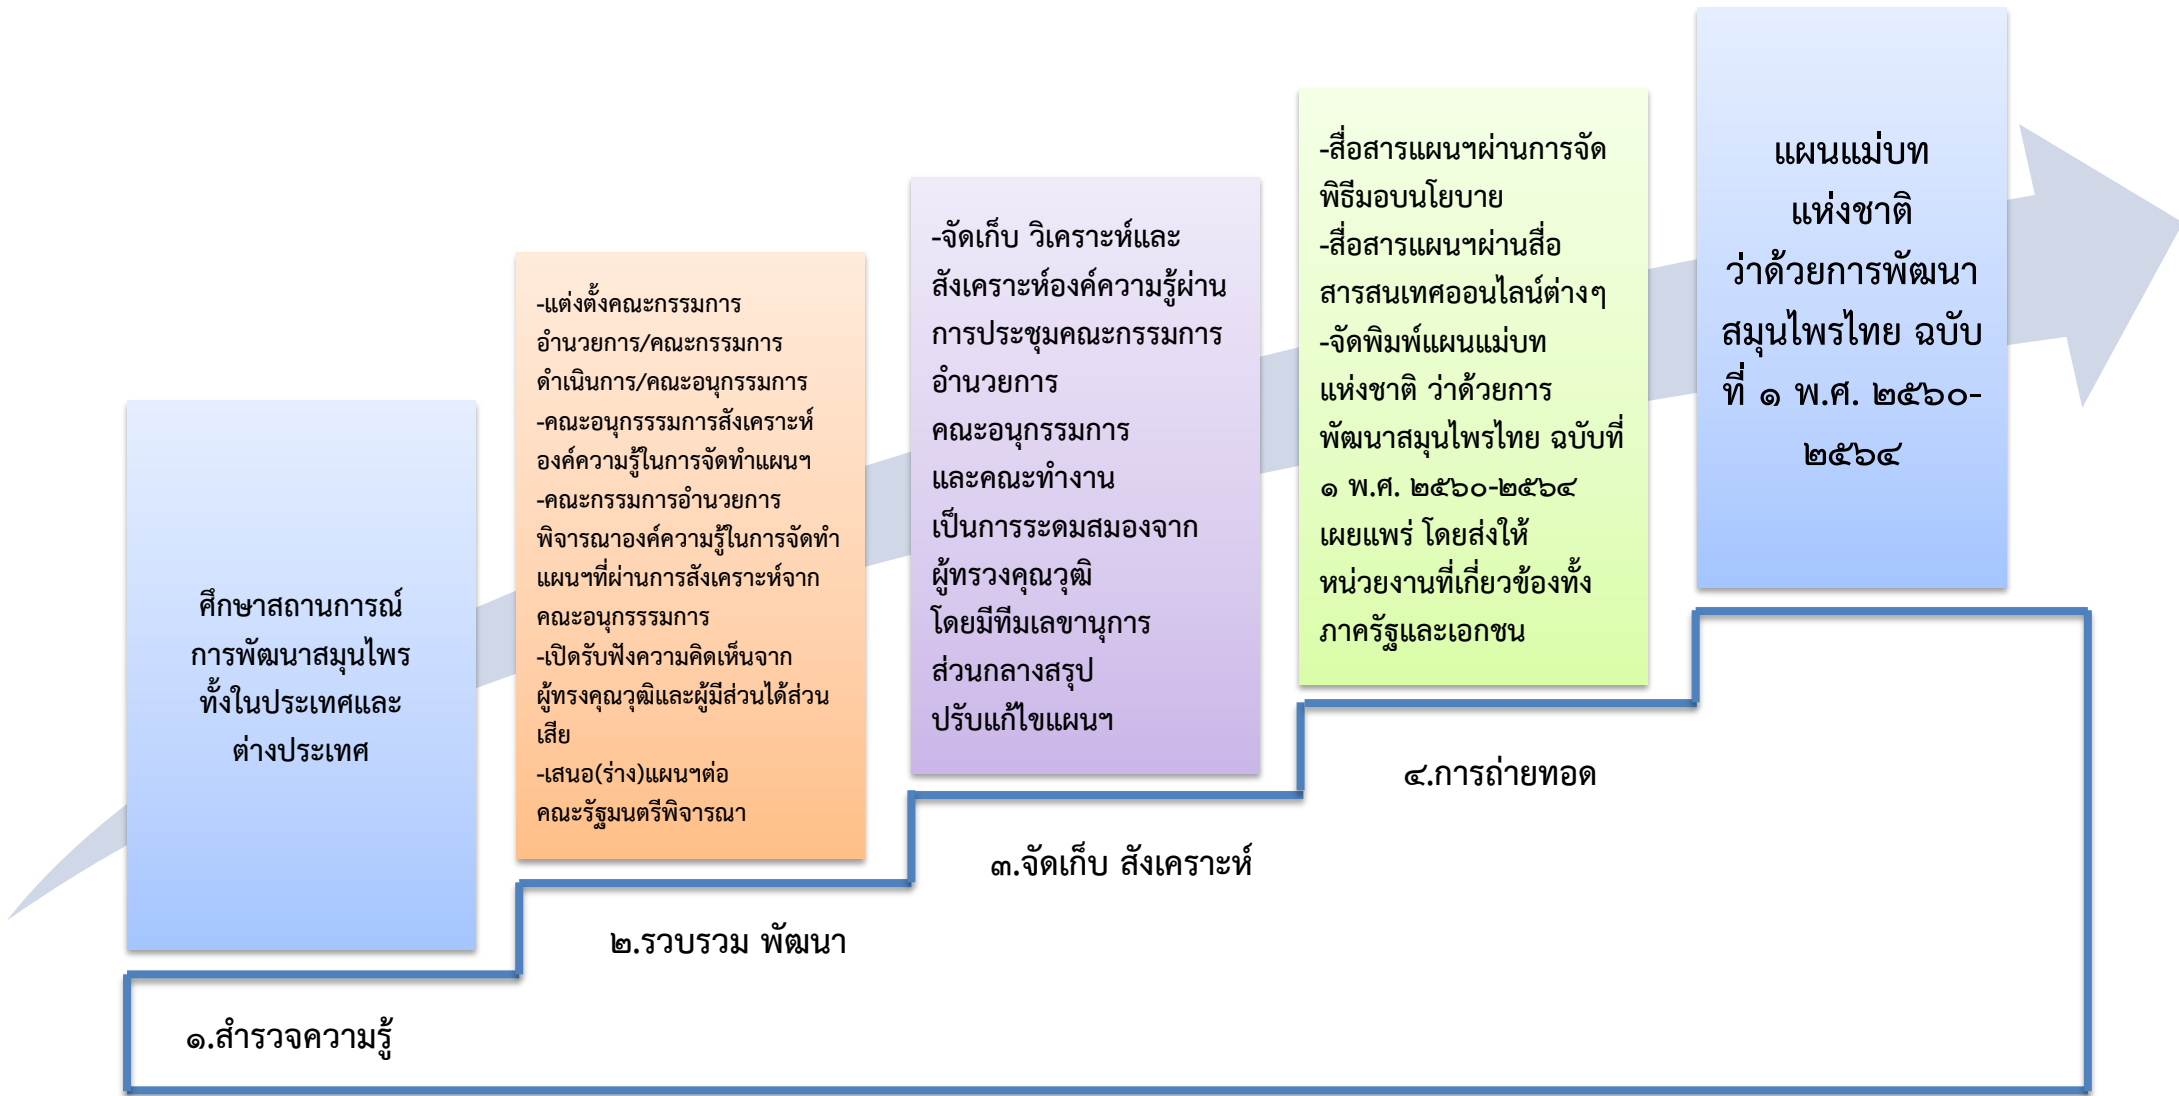 ศึกษาสถานการณ์
การพัฒนาสมุนไพร
ทั้งในประเทศและ
ต่างประเทศ
๑.สำรวจความรู้
-แต่งตั้งคณะกรรมการ
อำนวยการ/คณะกรรมการ
ดำเนินการ/คณะอนุกรรมการ
-คณะอนุกรรรมการสังเคราะห์
องค์ความรู้ในการจัดทำแผนฯ
-คณะกรรมการอำนวยการ
พิจารณาองค์ความรู้ในการจัดทำ
แผนฯที่ผ่านการสังเคราะห์จาก
คณะอนุกรรรมการ
-เปิดรับฟังความคิดเห็นจาก
ผู้ทรงคุณวุฒิและผู้มีส่วนได้ส่วน
เสีย
-เสนอ(ร่าง)แผนฯต่อ
คณะรัฐมนตรีพิจารณา
๒.รวบรวม พัฒนา
-จัดเก็บ วิเคราะห์และ
สังเคราะห์องค์ความรู้ผ่าน
การประชุมคณะกรรมการ
อำนวยการ
คณะอนุกรรมการ
และคณะทำงาน
เป็นการระดมสมองจาก
ผู้ทรวงคุณวุฒิ
โดยมีทีมเลขานุการ
ส่วนกลางสรุป
ปรับแก้ไขแผนฯ
๓.จัดเก็บ สังเคราะห์
-สื่อสารแผนฯผ่านการจัด
พิธีมอบนโยบาย
-สื่อสารแผนฯผ่านสื่อ
สารสนเทศออนไลน์ต่างๆ
-จัดพิมพ์แผนแม่บท
แห่งชาติ ว่าด้วยการ
พัฒนาสมุนไพรไทย ฉบับที่
๑ พ.ศ. ๒๕๖๐-๒๕๖๔
เผยแพร่ โดยส่งให้
หน่วยงานที่เกี่ยวข้องทั้ง
ภาครัฐและเอกชน
๔.การถ่ายทอด
แผนแม่บท
แห่งชาติ
ว่าด้วยการพัฒนา
สมุนไพรไทย ฉบับ
ที่ ๑ พ.ศ. ๒๕๖๐-
๒๕๖๔